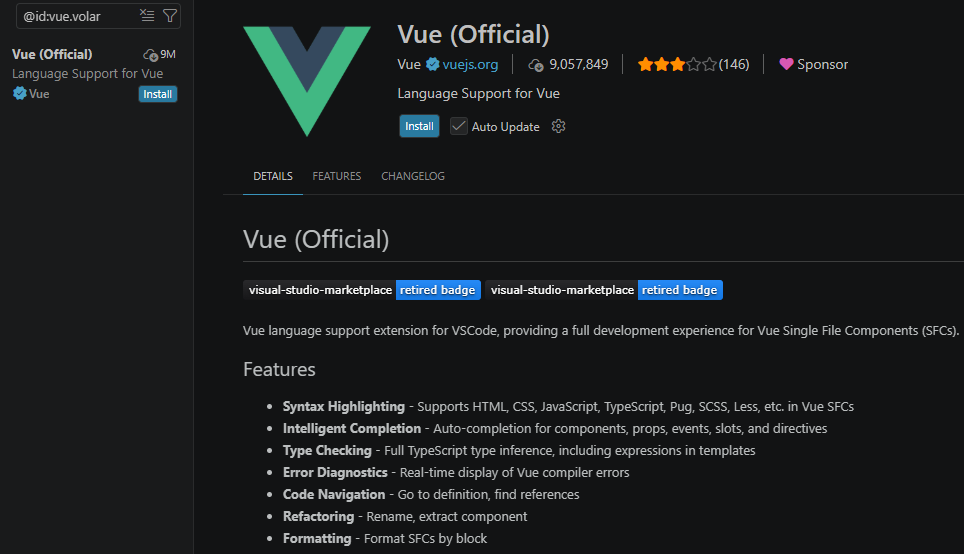 @id:vue.volar
Vue (Official)
9M
Language Support for Vue
Vue
Install
Vue (Official)
Vue vuejs.org 9,057,849 (146) Sponsor
Language Support for Vue
Install Auto Update
DETAILS FEATURES CHANGELOG
Vue (Official)
visual-studio-marketplace retired badge visual-studio-marketplace retired badge
Vue language support extension for VSCode, providing a full development experience for Vue Single File Components (SFCs).
Features
• Syntax Highlighting - Supports HTML, CSS, JavaScript, TypeScript, Pug, SCSS, Less, etc. in Vue SFCs
• Intelligent Completion - Auto-completion for components, props, events, slots, and directives
• Type Checking - Full TypeScript type inference, including expressions in templates
• Error Diagnostics - Real-time display of Vue compiler errors
• Code Navigation - Go to definition, find references
• Refactoring - Rename, extract component
• Formatting - Format SFCs by block